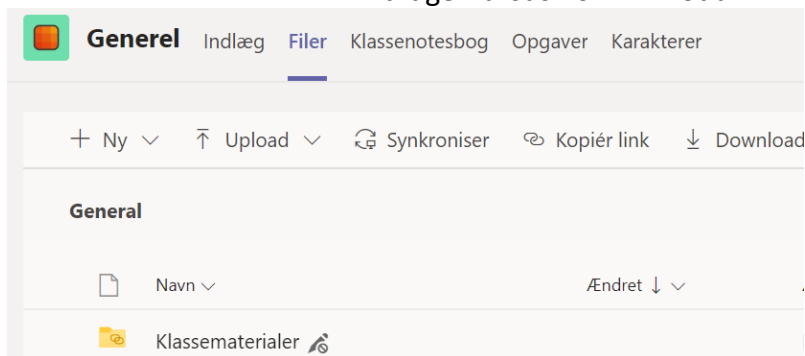 Generel Indlæg Filer Klassenotesbog Opgaver Karakterer
Ny Upload Synkroniser Kopiér link Download
General
Navn Ændret
Klassematerialer